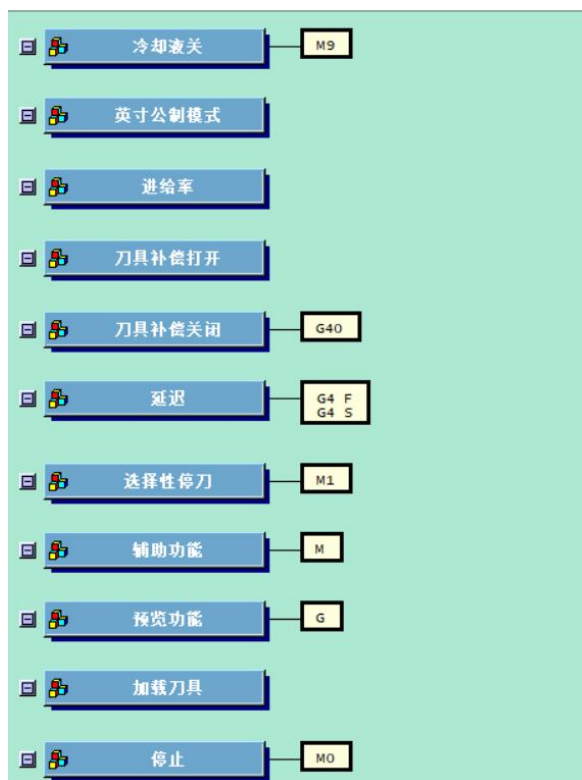 冷却液关 M9
英寸公制模式
进给率
刀具补偿打开
刀具补偿关闭 G40
延迟 G4 F
G4 S
选择性停刀 M1
辅助功能 M
预览功能 G
加载刀具
停止 M0